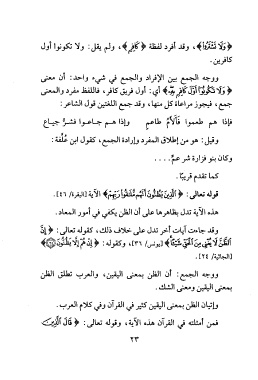 ﴿وَلَا تَشْتَرُوا۟﴾، وقد أفرد لفظة ﴿كَافِرٍ﴾، ولم يقل: ولا تكونوا أول
كافرين.
ووجه الجمع بين الإفراد والجمع في شيء واحد: أن معنى
﴿وَلَا تَكُونُوٓا۟ أَوَّلَ كَافِرٍۭ بِهِۦ﴾ أي: أول فريق كافر، فاللفظ مفرد والمعنى
جمع، فيجوز مراعاة كل منهما، وقد جمع اللغتين قول الشاعر:
فإذا هم طعموا فألأم طاعم وإذا هم جاعوا فشر جياع
وقيل: هو من إطلاق المفرد وإرادة الجمع، كقول ابن عُلَّفة:
وكان بنو فزارة شر عمٍّ....
كما تقدم قريبًا.
قوله تعالى: ﴿ٱلَّذِينَ يَظُنُّونَ أَنَّهُم مُّلَٰقُوا۟ رَبِّهِمْ﴾ الآية [البقرة/ ٤٦].
هذه الآية تدل بظاهرها على أن الظن يكفي في أمور المعاد.
وقد جاءت آيات أخر تدل على خلاف ذلك، كقوله تعالى: ﴿إِنَّ
ٱلظَّنَّ لَا يُغْنِى مِنَ ٱلْحَقِّ شَيْـًٔا﴾ [يونس/ ٣٦]، وكقوله: ﴿إِنْ هُمْ إِلَّا يَظُنُّونَ ٢٤﴾
[الجاثية/ ٢٤].
ووجه الجمع: أن الظن بمعنى اليقين، والعرب تطلق الظن
بمعنى اليقين ومعنى الشك.
وإتيان الظن بمعنى اليقين كثير في القرآن وفي كلام العرب.
فمن أمثلته في القرآن هذه الآية، وقوله تعالى: ﴿قَالَ ٱلَّذِينَ
٢٣